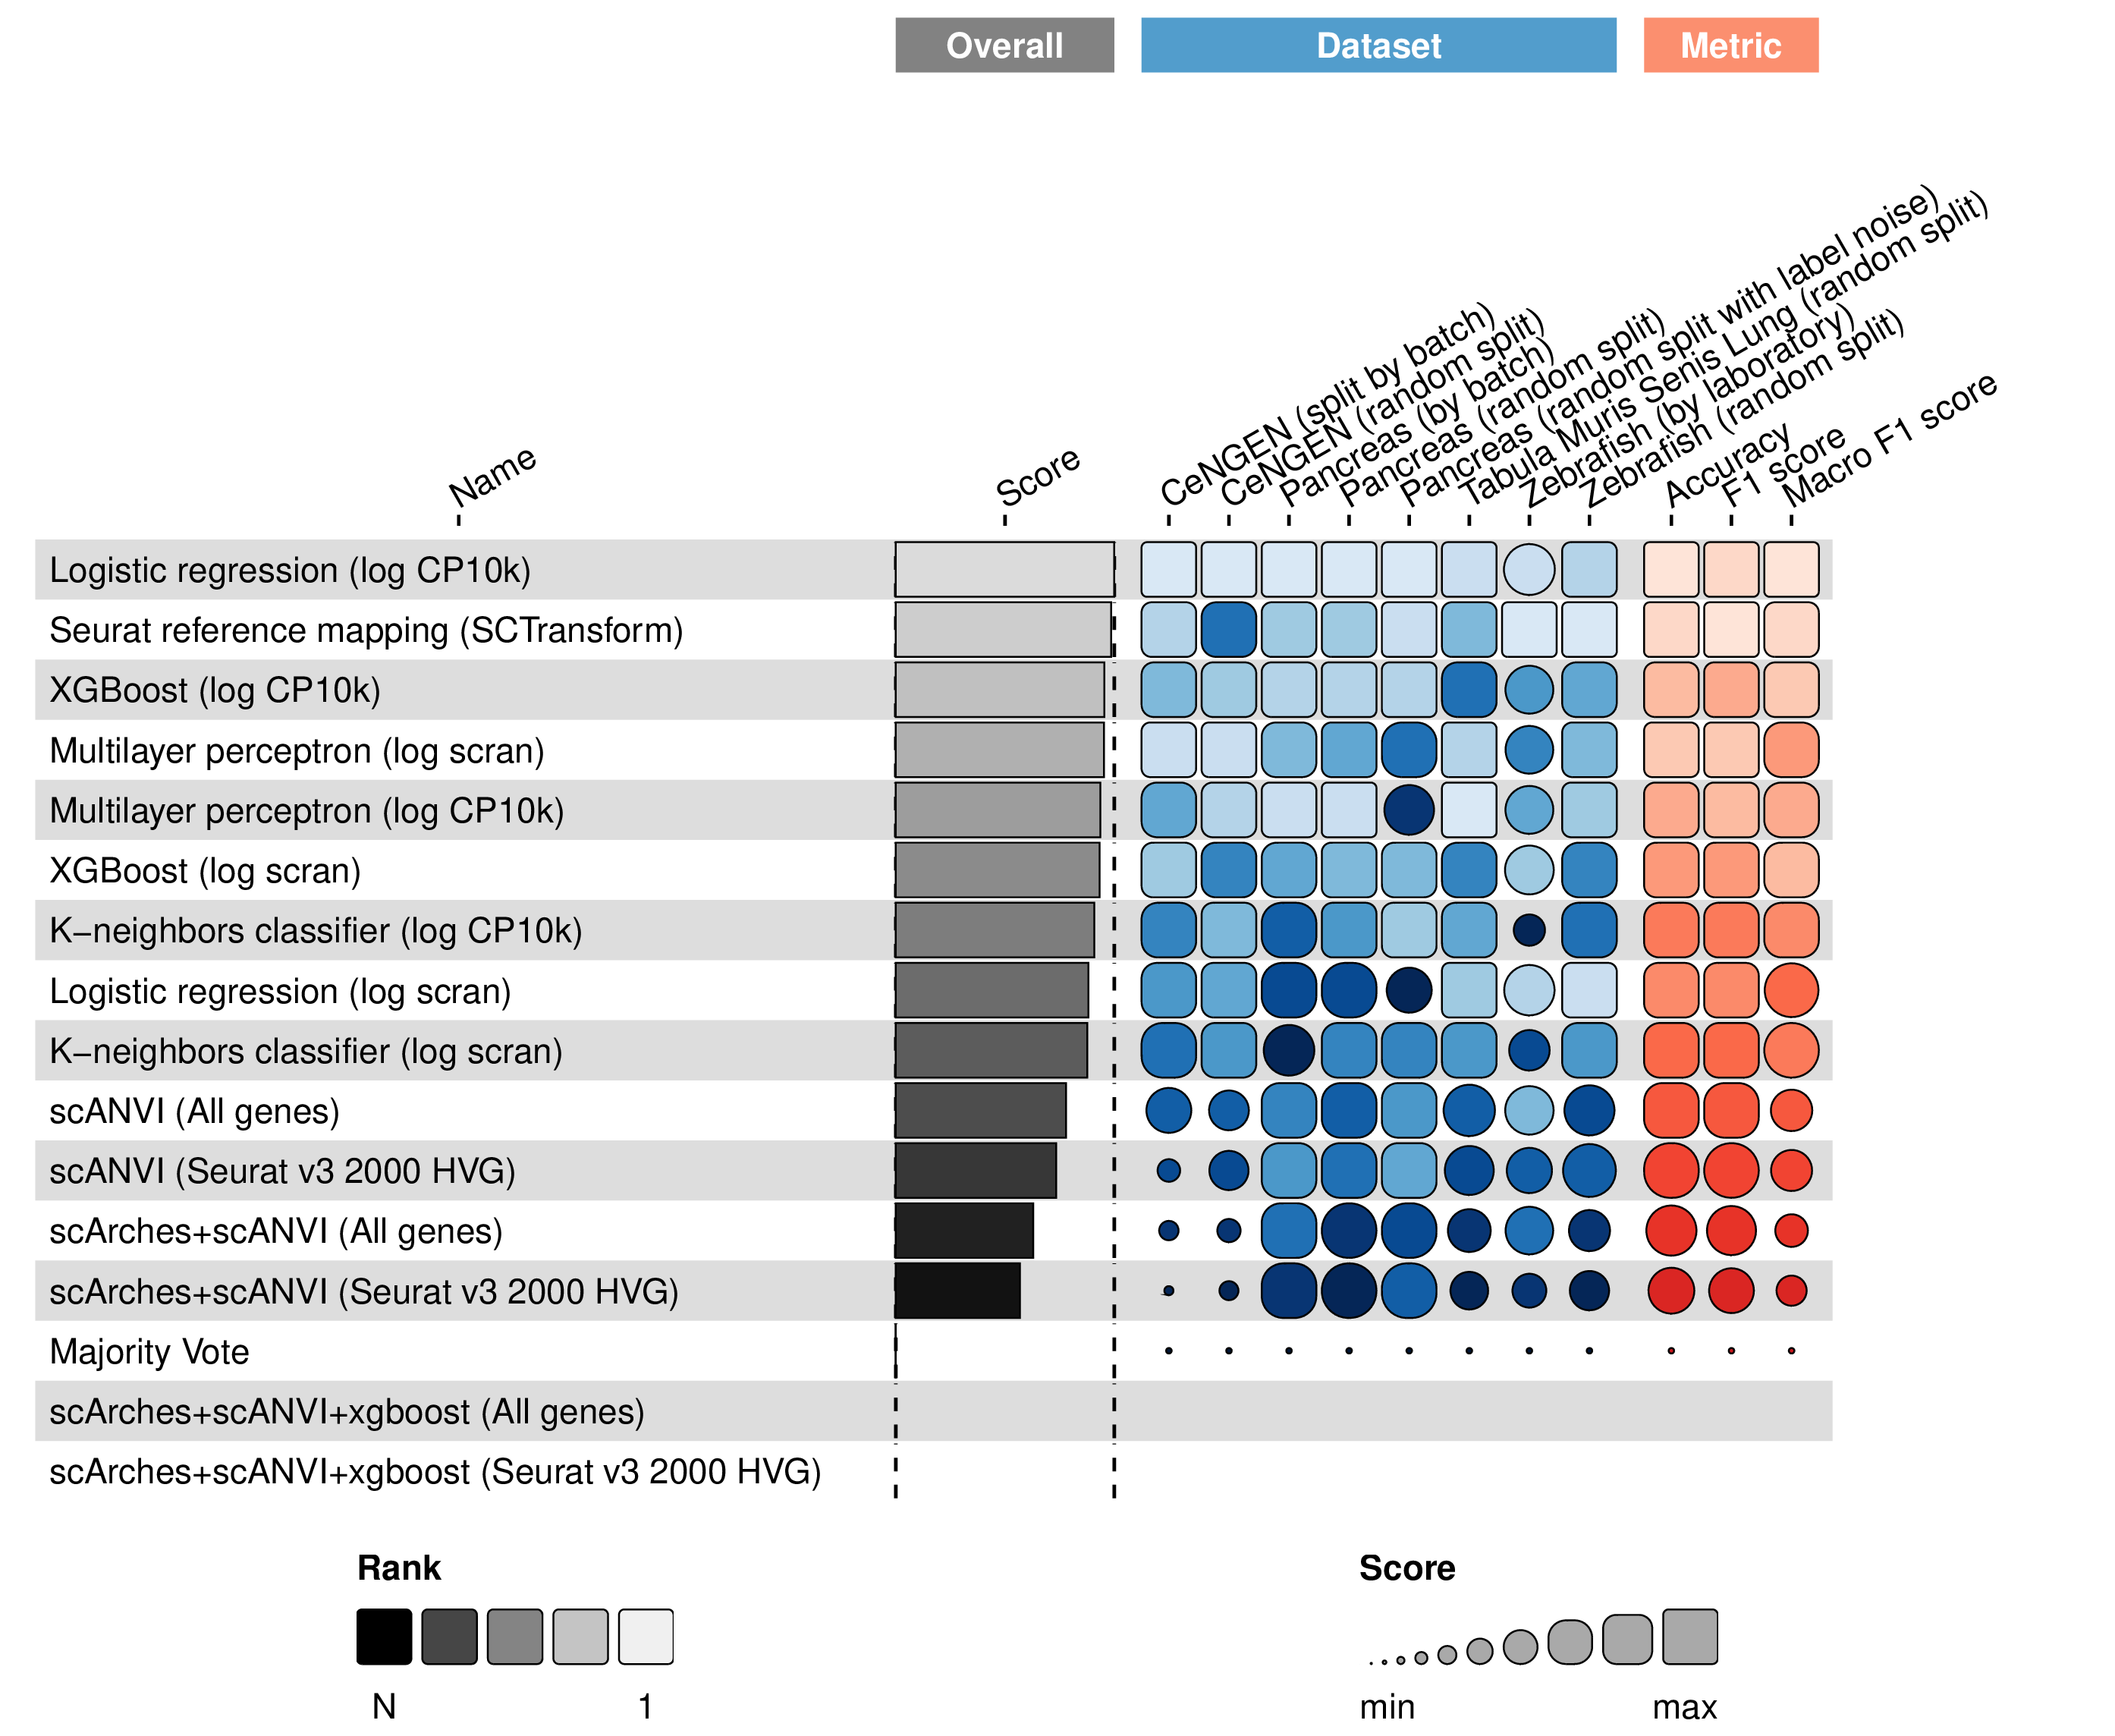 Overall
Dataset
Metric
Name
Score
CeNGEN (split by batch)
CeNGEN (random split)
Pancreas (by batch)
Pancreas (random split)
Pancreas (random split with label noise)
Tabula Muris Senis Lung (random split)
Zebrafish (by laboratory)
Zebrafish (random split)
Accuracy
F1 score
Macro F1 score
Logistic regression (log CP10k)
Seurat reference mapping (SCTransform)
XGBoost (log CP10k)
Multilayer perceptron (log scran)
Multilayer perceptron (log CP10k)
XGBoost (log scran)
K−neighbors classifier (log CP10k)
Logistic regression (log scran)
K−neighbors classifier (log scran)
scANVI (All genes)
scANVI (Seurat v3 2000 HVG)
scArches+scANVI (All genes)
scArches+scANVI (Seurat v3 2000 HVG)
Majority Vote
scArches+scANVI+xgboost (All genes)
scArches+scANVI+xgboost (Seurat v3 2000 HVG)
Rank
N
1
Score
min
max